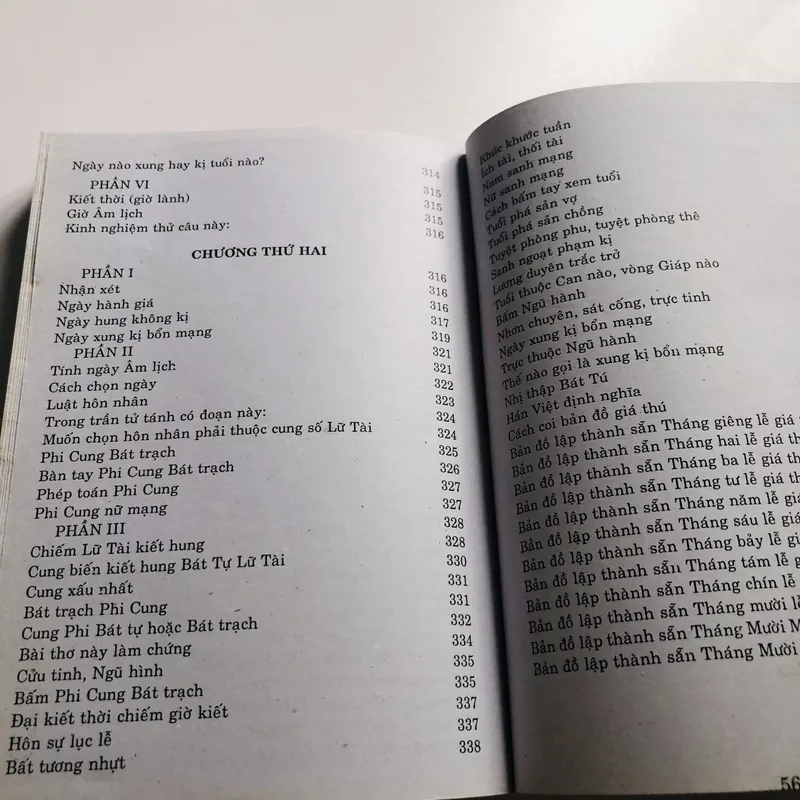 Ngày nào xung hay kị tuổi nào? 314
PHẦN VI 315
Kiết thời (giờ lành) 315
Giờ Âm lịch 315
Kinh nghiệm thử câu này: 316
CHƯƠNG THỨ HAI
PHẦN I 316
Nhận xét 316
Ngày hành giá 316
Ngày hung không kị 317
Ngày xung kị bổn mạng 319
PHẦN II 321
Tính ngày Âm lịch 321
Cách chọn ngày 322
Luật hôn nhân 323
Trong trần tử tánh có đoạn này: 324
Muốn chọn hôn nhân phải thuộc cung số Lữ Tài 324
Phi Cung Bát trạch 325
Bàn tay Phi Cung Bát trạch 326
Phép toán Phi Cung 327
Phi Cung nữ mạng 327
PHẦN III 328
Chiếm Lữ Tài kiết hung 328
Cung biến kiết hung Bát Tự Lữ Tài 330
Cung xấu nhất 331
Bát trạch Phi Cung 331
Cung Phi Bát tự hoặc Bát trạch 332
Bài thơ này làm chứng 334
Cửu tinh, Ngũ hình 335
Bấm Phi Cung Bát trạch 335
Đại kiết thời chiếm giờ kiết 337
Hôn sự lục lễ 337
Bất tương nhựt 338
Khúc khước tuần
Ích tài, thối tài
Nam sanh mạng
Nữ sanh mạng
Cách bấm tay xem tuổi
Tuổi phá sản vợ
Tuổi phá sản chồng
Tuyệt phòng phu, tuyệt phòng thê
Sanh ngoạt phạm kị
Lương duyên trắc trở
Tuổi thuộc Can nào, vòng Giáp nào
Bấm Ngũ hành
Nhơn chuyên, sát cống, trực tinh
Ngày xung kị bổn mạng
Trực thuộc Ngũ hành
Thế nào gọi là xung kị bổn mạng
Nhị thập Bát Tú
Hán Việt định nghĩa
Cách coi bản đồ giá thú
Bản đồ lập thành sẵn Tháng giêng lễ giá
Bản đồ lập thành sẵn Tháng hai lễ giá th
Bản đồ lập thành sẵn Tháng ba lễ giá th
Bản đồ lập thành sẵn Tháng tư lễ giá th
Bản đồ lập thành sẵn Tháng năm lễ giá
Bản đồ lập thành sẵn Tháng sáu lễ giá
Bản đồ lập thành sẵn Tháng bảy lễ gi
Bản đồ lập thành sẵn Tháng tám lễ g
Bản đồ lập thành sẵn Tháng chín lễ
Bản đồ lập thành sẵn Tháng mười lễ
Bản đồ lập thành sẵn Tháng Mười M
Bản đồ lập thành sẵn Tháng Mười
56